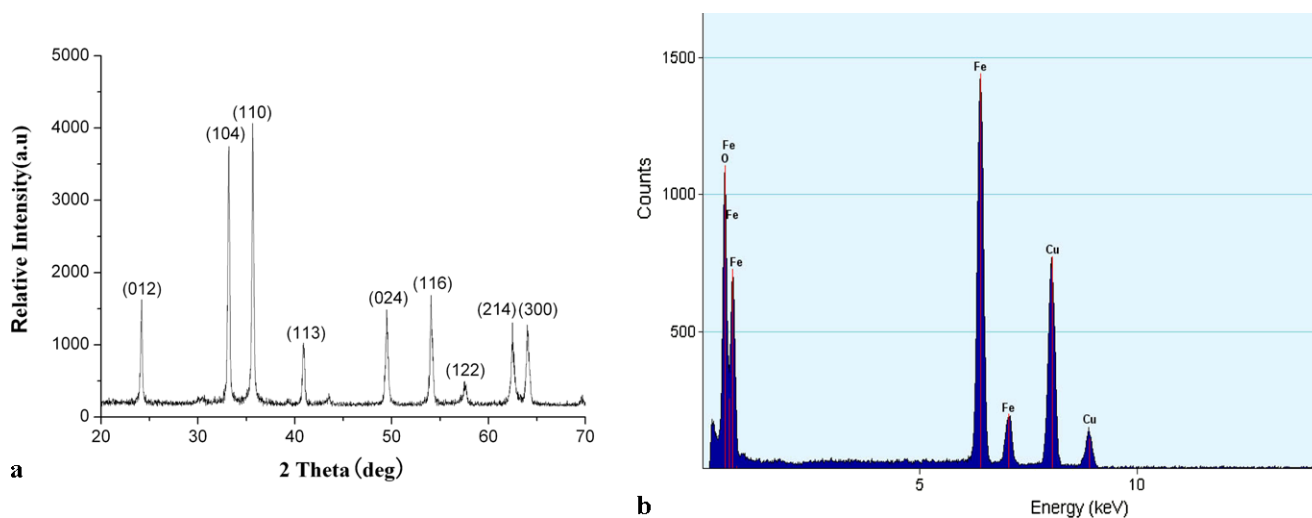 5000
4000
3000
2000
1000
0
Relative Intensity(a.u)
(012)
(104)
(110)
(113)
(024)
(116)
(122)
(214) (300)
20 30 40 50 60 70
2 Theta (deg)
a
1500
1000
500
Counts
Fe
O
Fe
Fe
Fe
Fe
Cu
Cu
5 10
Energy (keV)
b